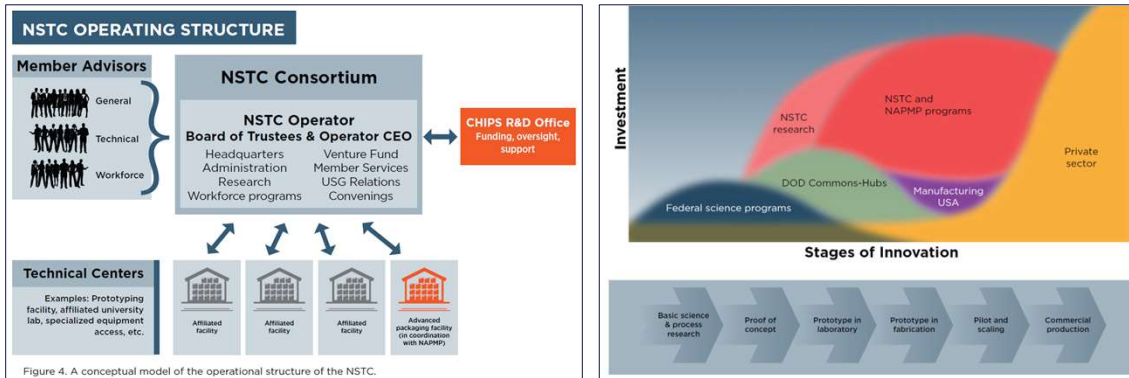 NSTC OPERATING STRUCTURE
Member Advisors
General
Technical
Workforce
NSTC Consortium
NSTC Operator
Board of Trustees & Operator CEO
Headquarters
Administration
Research
Workforce programs
Venture Fund
Member Services
USG Relations
Convenings
CHIPS R&D Office
Funding, oversight,
support
Technical Centers
Examples: Prototyping
facility, affiliated university
lab, specialized equipment
access, etc.
Affiliated
facility
Affiliated
facility
Affiliated
facility
Advanced
packaging facility
(in coordination
with NAPMP)
Figure 4. A conceptual model of the operational structure of the NSTC.
Investment
NSTC
research
NSTC and
NAPMP programs
Private
sector
DOD Commons-Hubs
Manufacturing
USA
Federal science programs
Stages of Innovation
Basic science
& process
research
Proof of
concept
Prototype in
laboratory
Prototype in
fabrication
Pilot and
scaling
Commercial
production